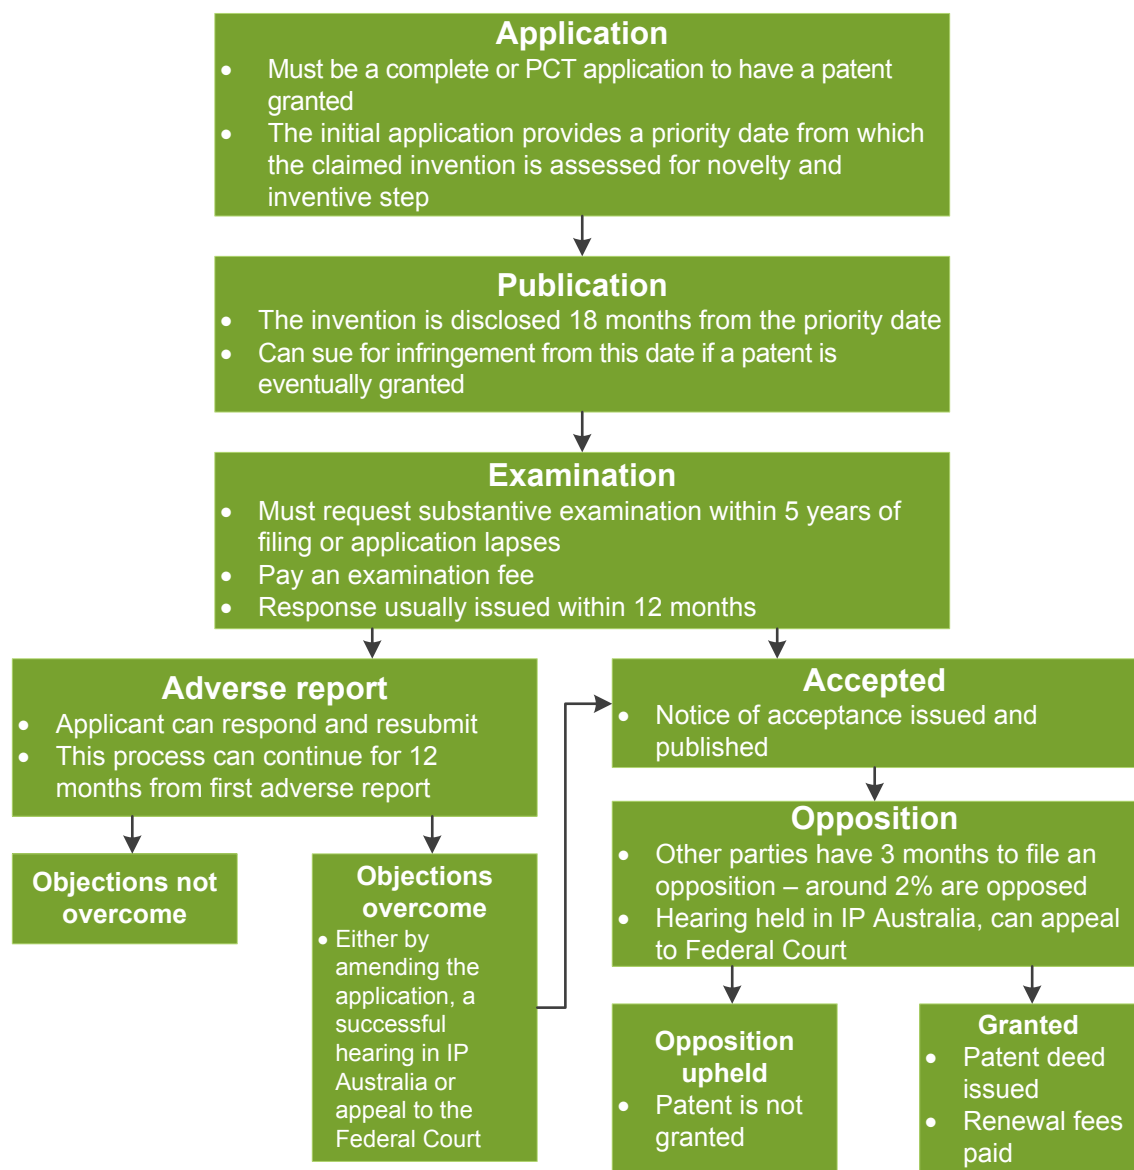 Application
• Must be a complete or PCT application to have a patent
granted
• The initial application provides a priority date from which
the claimed invention is assessed for novelty and
inventive step
Publication
• The invention is disclosed 18 months from the priority date
• Can sue for infringement from this date if a patent is
eventually granted
Examination
• Must request substantive examination within 5 years of
filing or application lapses
• Pay an examination fee
• Response usually issued within 12 months
Adverse report
• Applicant can respond and resubmit
• This process can continue for 12
months from first adverse report
Accepted
• Notice of acceptance issued and
published
Objections not
overcome
Objections
overcome
• Either by
amending the
application, a
successful
hearing in IP
Australia or
appeal to the
Federal Court
Opposition
• Other parties have 3 months to file an
opposition – around 2% are opposed
• Hearing held in IP Australia, can appeal
to Federal Court
Opposition
upheld
• Patent is not
granted
Granted
• Patent deed
issued
• Renewal fees
paid